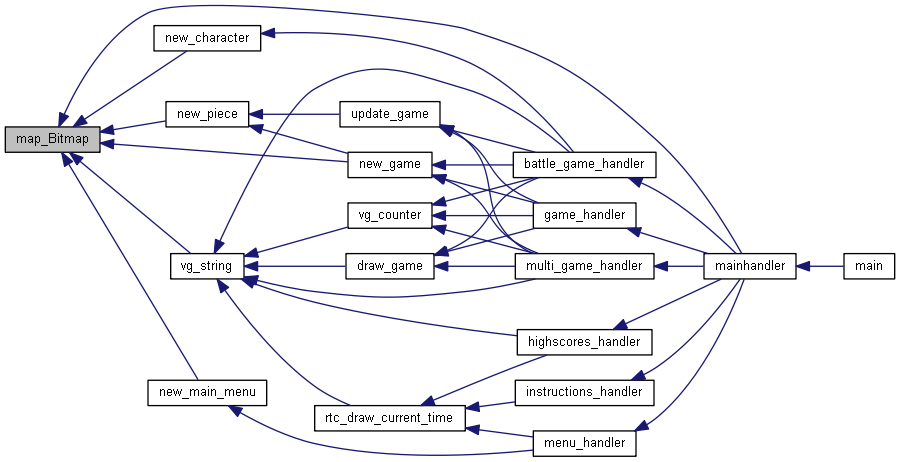 map_Bitmap
new_character
new_piece
update_game
new_game
battle_game_handler
vg_counter
game_handler
vg_string
draw_game
multi_game_handler
mainhandler
main
highscores_handler
new_main_menu
instructions_handler
rtc_draw_current_time
menu_handler